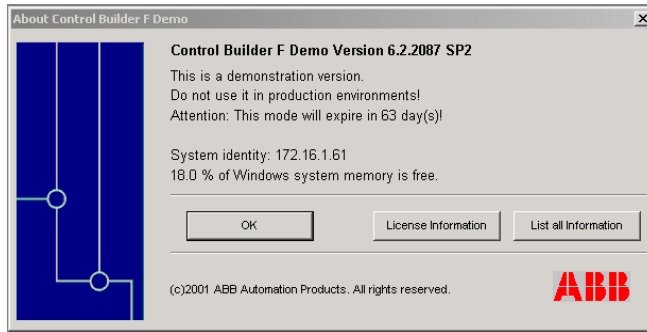 About Control Builder F Demo
Control Builder F Demo Version 6.2.2087 SP2
This is a demonstration version.
Do not use it in production environments!
Attention: This mode will expire in 63 day(s)!
System identity: 172.16.1.61
18.0 % of Windows system memory is free.
OK
License Information
List all Information
(c)2001 ABB Automation Products. All rights reserved.
ABB